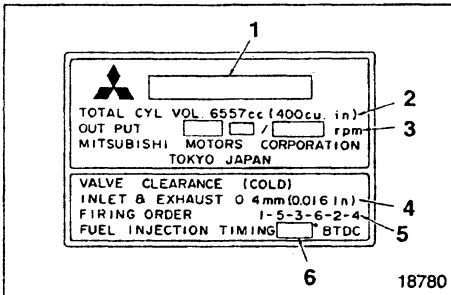 1
TOTAL CYL VOL. 6557cc (400cu. in) 2
OUT PUT / rpm 3
MITSUBISHI MOTORS CORPORATION
TOKYO JAPAN
VALVE CLEARANCE (COLD)
INLET & EXHAUST 0 4mm (0.016 in) 4
FIRING ORDER 1-5-3-6-2-4 5
FUEL INJECTION TIMING ° BTDC
6
18780